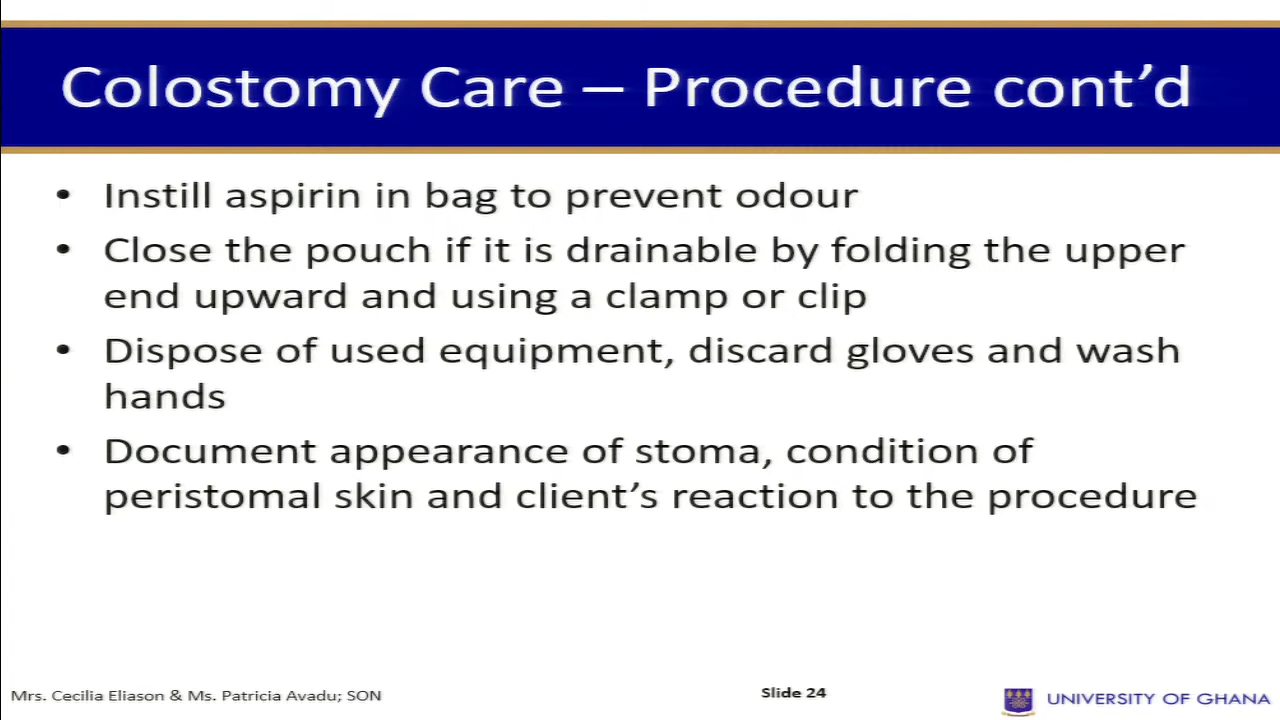 Colostomy Care – Procedure cont’d
• Instill aspirin in bag to prevent odour
• Close the pouch if it is drainable by folding the upper
end upward and using a clamp or clip
• Dispose of used equipment, discard gloves and wash
hands
• Document appearance of stoma, condition of
peristomal skin and client’s reaction to the procedure
Mrs. Cecilia Eliason & Ms. Patricia Avadu; SON
Slide 24
UNIVERSITY OF GHANA